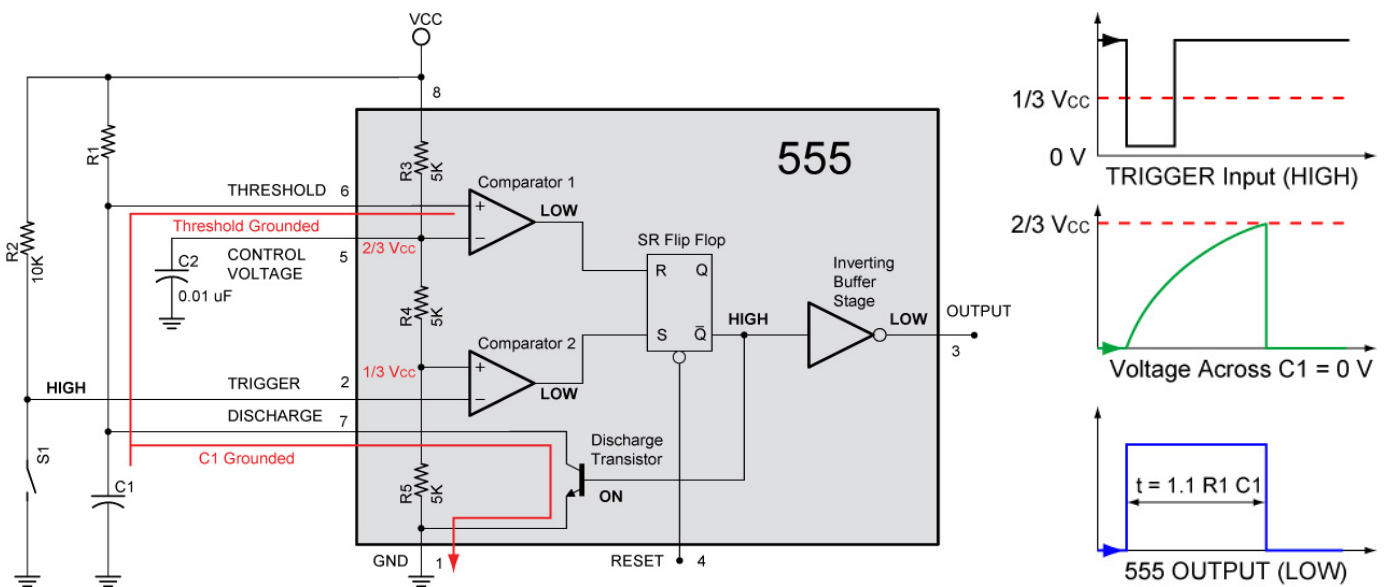 VCC
8
R1
R2
10K
555
R3
5K
THRESHOLD 6
Threshold Grounded
Comparator 1
+
LOW
−
2/3 Vcc
CONTROL
VOLTAGE
5
C2
0.01 uF
R4
5K
SR Flip Flop
R Q
S Q̅
HIGH
Inverting
Buffer
Stage
LOW
OUTPUT
3
Comparator 2
1/3 Vcc
+
LOW
−
HIGH
TRIGGER 2
DISCHARGE 7
C1 Grounded
S1
C1
R5
5K
Discharge
Transistor
ON
GND 1
RESET 4
1/3 Vcc
0 V
TRIGGER Input (HIGH)
2/3 Vcc
Voltage Across C1 = 0 V
t = 1.1 R1 C1
555 OUTPUT (LOW)